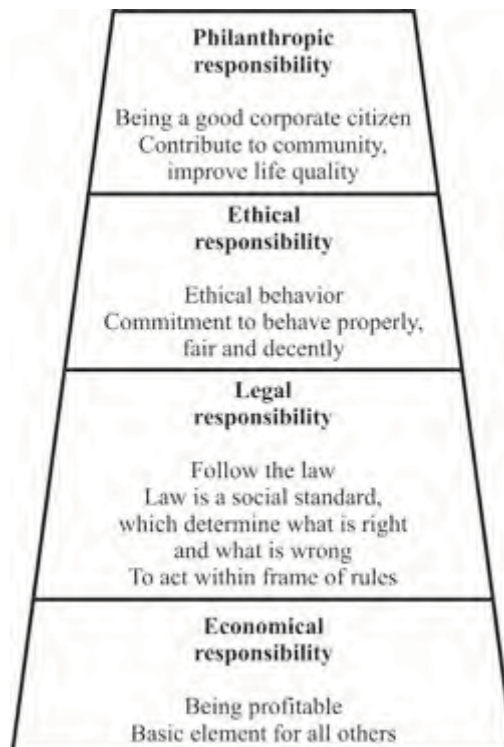 Philanthropic
responsibility
Being a good corporate citizen
Contribute to community,
improve life quality
Ethical
responsibility
Ethical behavior
Commitment to behave properly,
fair and decently
Legal
responsibility
Follow the law
Law is a social standard,
which determine what is right
and what is wrong
To act within frame of rules
Economical
responsibility
Being profitable
Basic element for all others